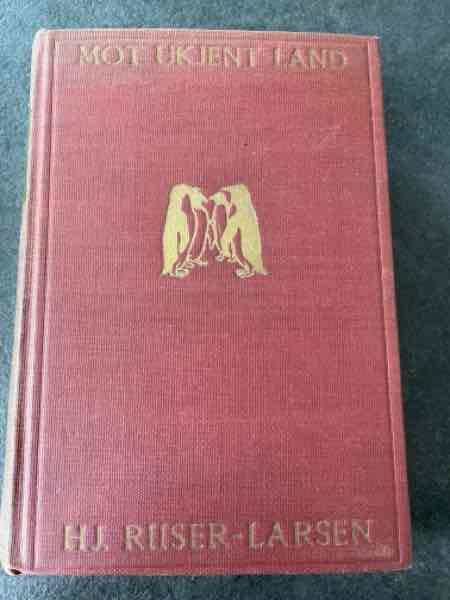 MOT UKJENT LAND
HJ. RIISER-LARSEN